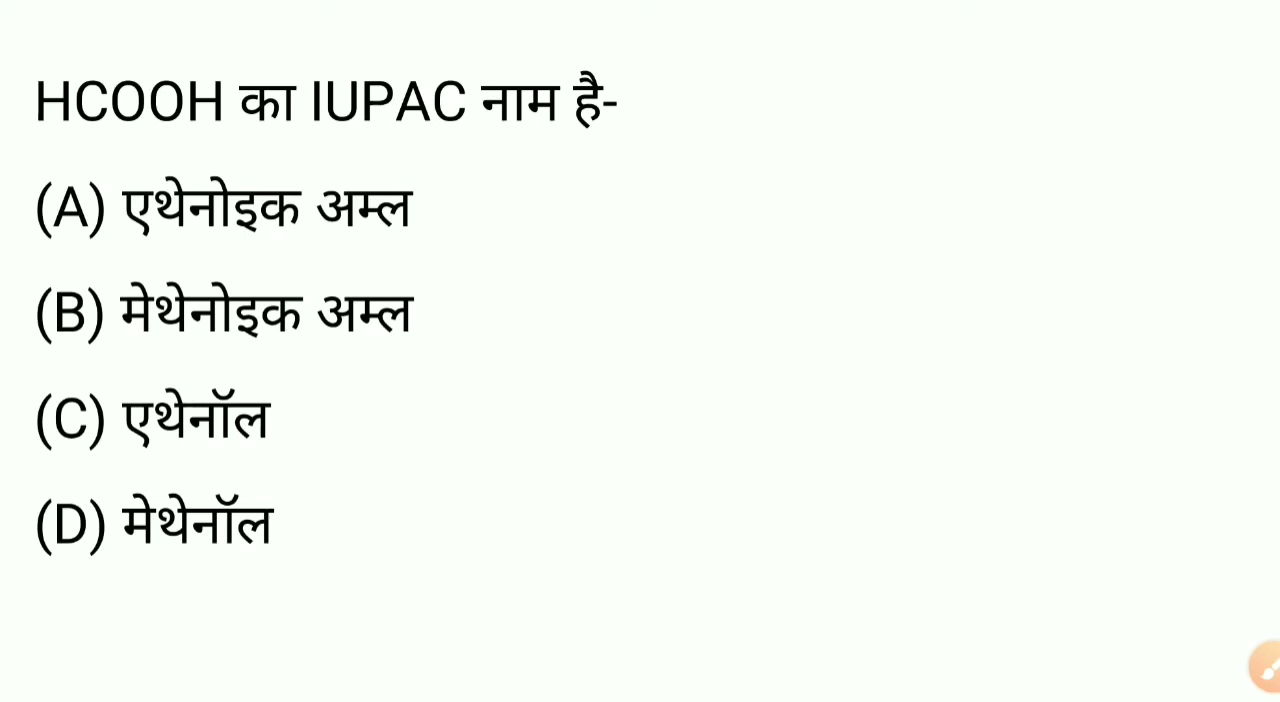 HCOOH का IUPAC नाम है-
(A) एथेनोइक अम्ल
(B) मेथेनोइक अम्ल
(C) एथेनॉल
(D) मेथेनॉल